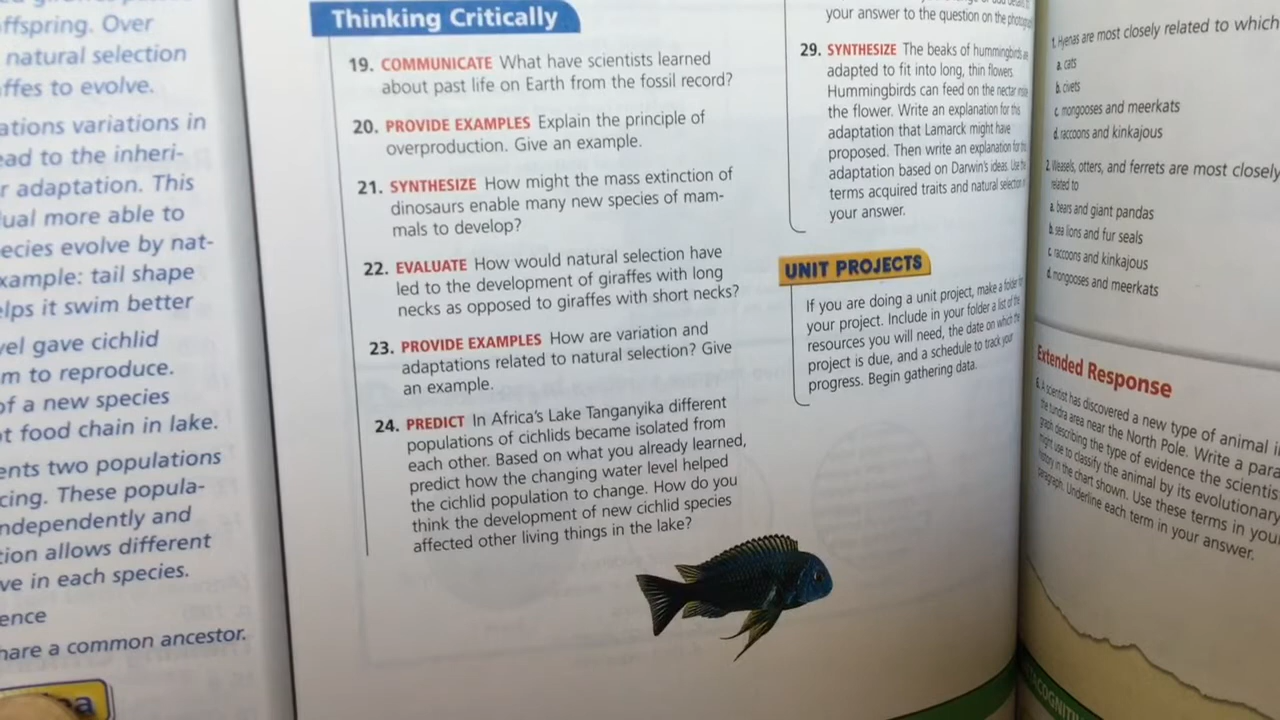 ffspring. Over
natural selection
ffes to evolve.
ations variations in
ead to the inheri-
r adaptation. This
ual more able to
ecies evolve by nat-
xample: tail shape
elps it swim better
vel gave cichlid
m to reproduce.
of a new species
t food chain in lake.
ents two populations
cing. These popula-
ndependently and
tion allows different
ve in each species.
ence
hare a common ancestor.
ea
Thinking Critically
19. COMMUNICATE What have scientists learned
about past life on Earth from the fossil record?
20. PROVIDE EXAMPLES Explain the principle of
overproduction. Give an example.
21. SYNTHESIZE How might the mass extinction of
dinosaurs enable many new species of mam-
mals to develop?
22. EVALUATE How would natural selection have
led to the development of giraffes with long
necks as opposed to giraffes with short necks?
23. PROVIDE EXAMPLES How are variation and
adaptations related to natural selection? Give
an example.
24. PREDICT In Africa's Lake Tanganyika different
populations of cichlids became isolated from
each other. Based on what you already learned,
predict how the changing water level helped
the cichlid population to change. How do you
think the development of new cichlid species
affected other living things in the lake?
your answer to the question on the
29. SYNTHESIZE The beaks of hummingbirds
adapted to fit into long, thin flowers.
Hummingbirds can feed on the nectar
the flower. Write an explanation for this
adaptation that Lamarck might have
proposed. Then write an explanation for
adaptation based on Darwin's ideas. Use
terms acquired traits and natural selection
your answer.
UNIT PROJECTS
If you are doing a unit project, make a folder
your project. Include in your folder a list of the
resources you will need, the date on which the
project is due, and a schedule to track your
progress. Begin gathering data.
1. Hyenas are most closely related to which
a. cats
b. civets
c. mongooses and meerkats
d. raccoons and kinkajous
2. Weasels, otters, and ferrets are most closely
related to
a. bears and giant pandas
b. sea lions and fur seals
c. raccoons and kinkajous
d. mongooses and meerkats
Extended Response
6. A scientist has discovered a new type of animal i
the tundra area near the North Pole. Write a para
graph describing the type of evidence the scientis
might use to classify the animal by its evolutionary
history in the chart shown. Use these terms in you
paragraph. Underline each term in your answer.